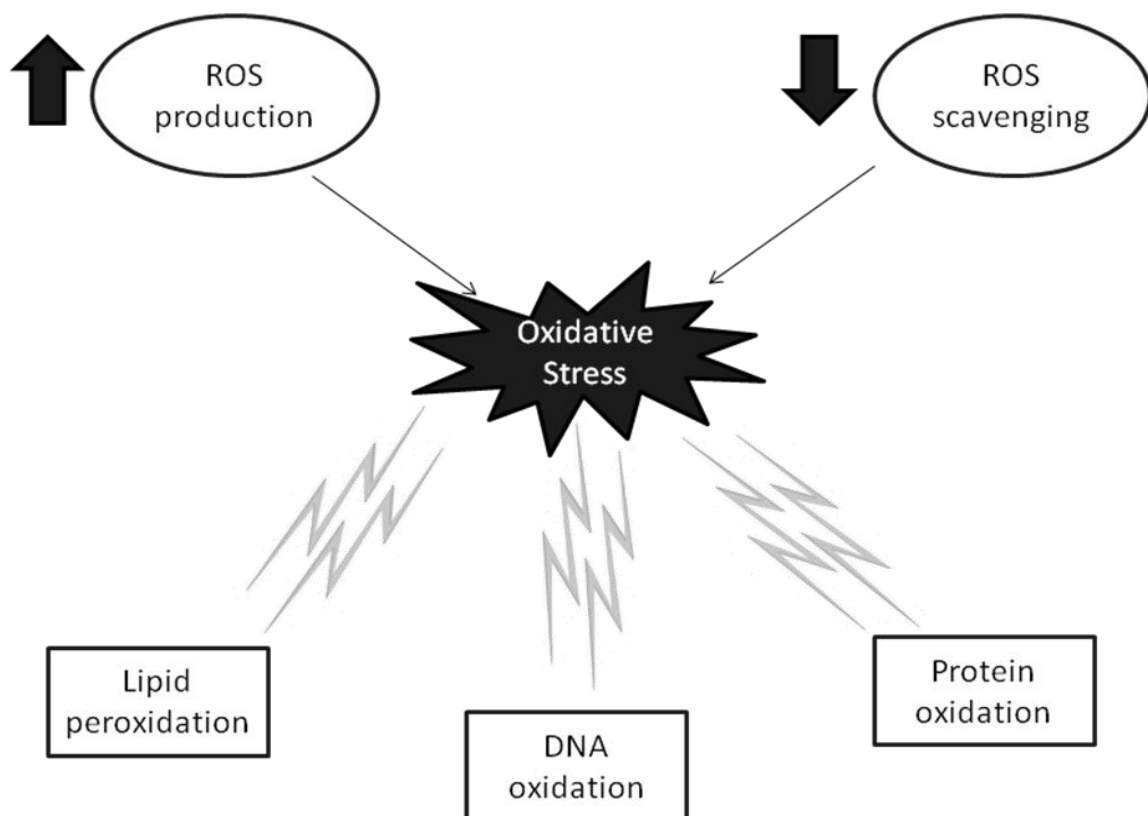 ROS
production
ROS
scavenging
Oxidative
Stress
Lipid
peroxidation
DNA
oxidation
Protein
oxidation